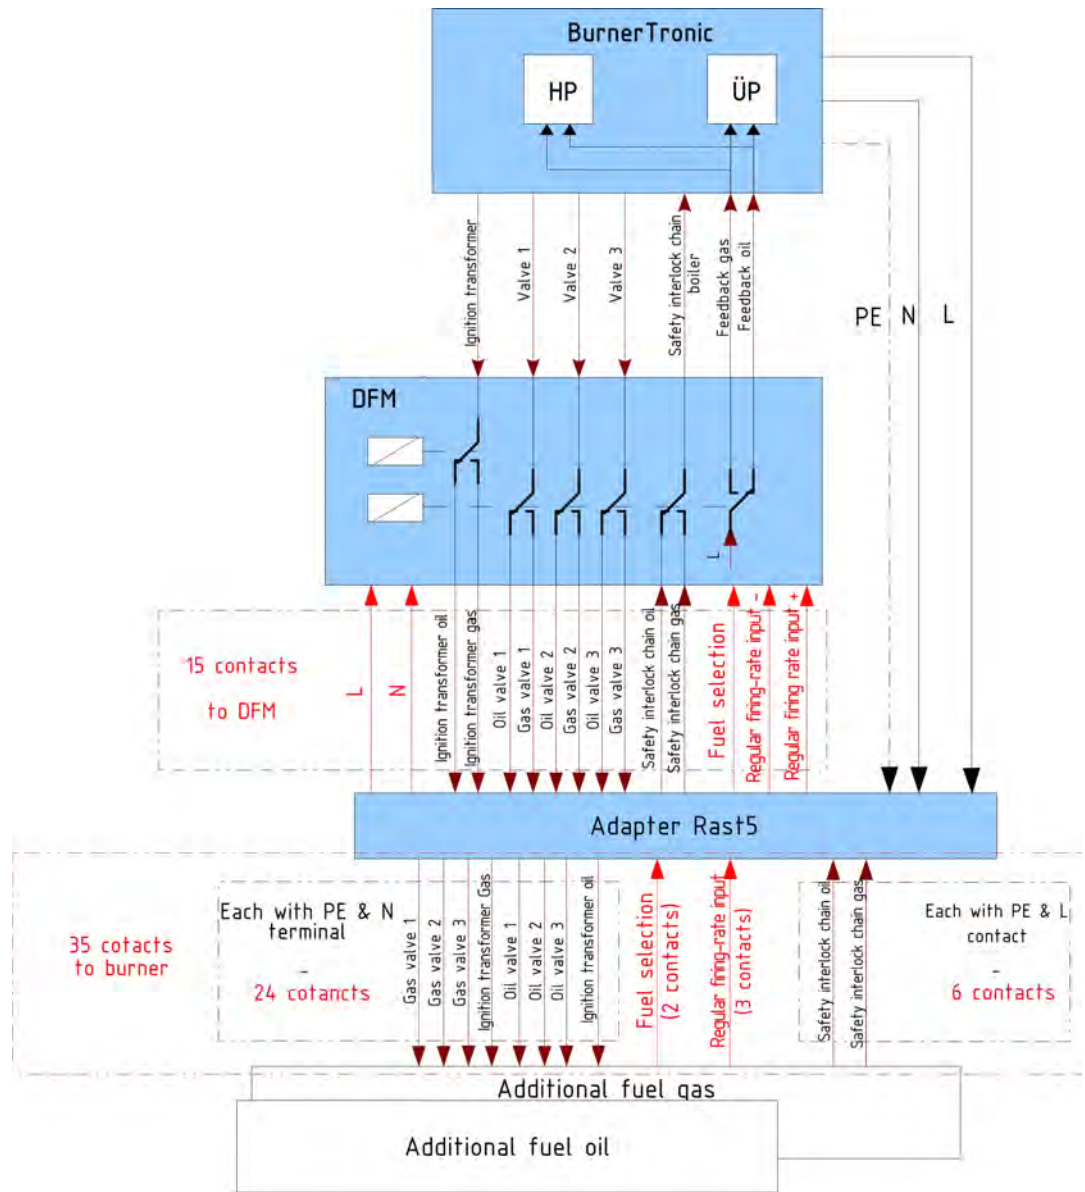 BurnerTronic
HP
ÜP
Ignition transformer
Valve 1
Valve 2
Valve 3
Safety interlock chain
boiler
Feedback gas
Feedback oil
PE
N
L
DFM
L
15 contacts
to DFM
L
N
Ignition transformer oil
Ignition transformer gas
Oil valve 1
Gas valve 1
Oil valve 2
Gas valve 2
Oil valve 3
Gas valve 3
Safety interlock chain oil
Safety interlock chain gas
Fuel selection
Regular firing-rate input -
Regular firing rate input +
Adapter Rast5
35 cotacts
to burner
Each with PE & N
terminal
-
24 cotancts
Gas valve 1
Gas valve 2
Gas valve 3
Ignition transformer Gas
Oil valve 1
Oil valve 2
Oil valve 3
Ignition transformer oil
Fuel selection
(2 contacts)
Regular firing-rate input
(3 contacts)
Safety interlock chain oil
Safety interlock chain gas
Each with PE & L
contact
-
6 contacts
Additional fuel gas
Additional fuel oil